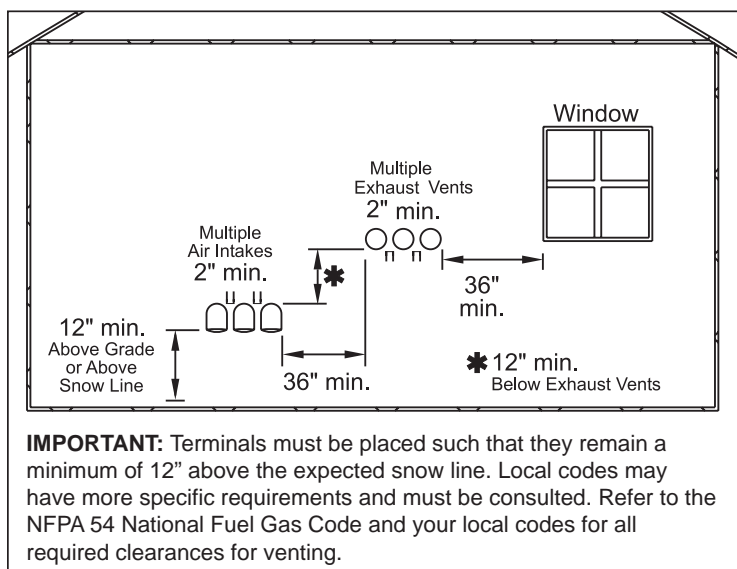 Window
Multiple
Exhaust Vents
2" min.
Multiple
Air Intakes
2" min.
36"
min.
12" min.
Above Grade
or Above
Snow Line
36" min.
✱ 12" min.
Below Exhaust Vents
✱
IMPORTANT: Terminals must be placed such that they remain a
minimum of 12” above the expected snow line. Local codes may
have more specific requirements and must be consulted. Refer to the
NFPA 54 National Fuel Gas Code and your local codes for all
required clearances for venting.